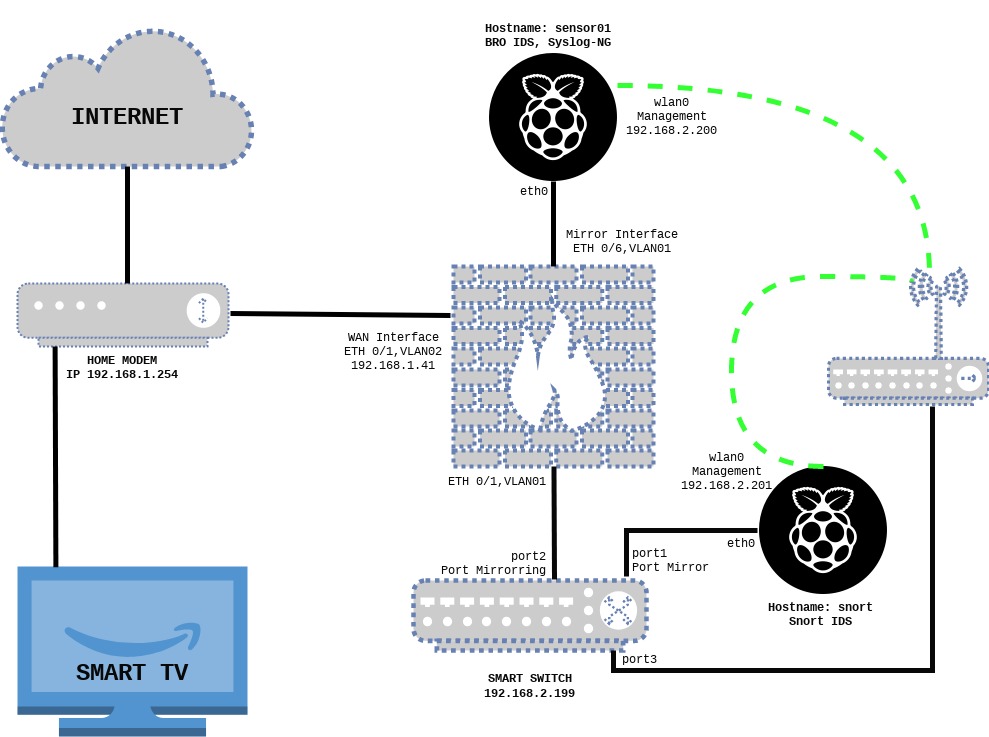 Hostname: sensor01
BRO IDS, Syslog-NG
INTERNET
wlan0
Management
192.168.2.200
eth0
Mirror Interface
ETH 0/6,VLAN01
WAN Interface
ETH 0/1,VLAN02
192.168.1.41
HOME MODEM
IP 192.168.1.254
wlan0
Management
192.168.2.201
ETH 0/1,VLAN01
eth0
port2
Port Mirrorring
port1
Port Mirror
Hostname: snort
Snort IDS
port3
SMART TV
SMART SWITCH
192.168.2.199